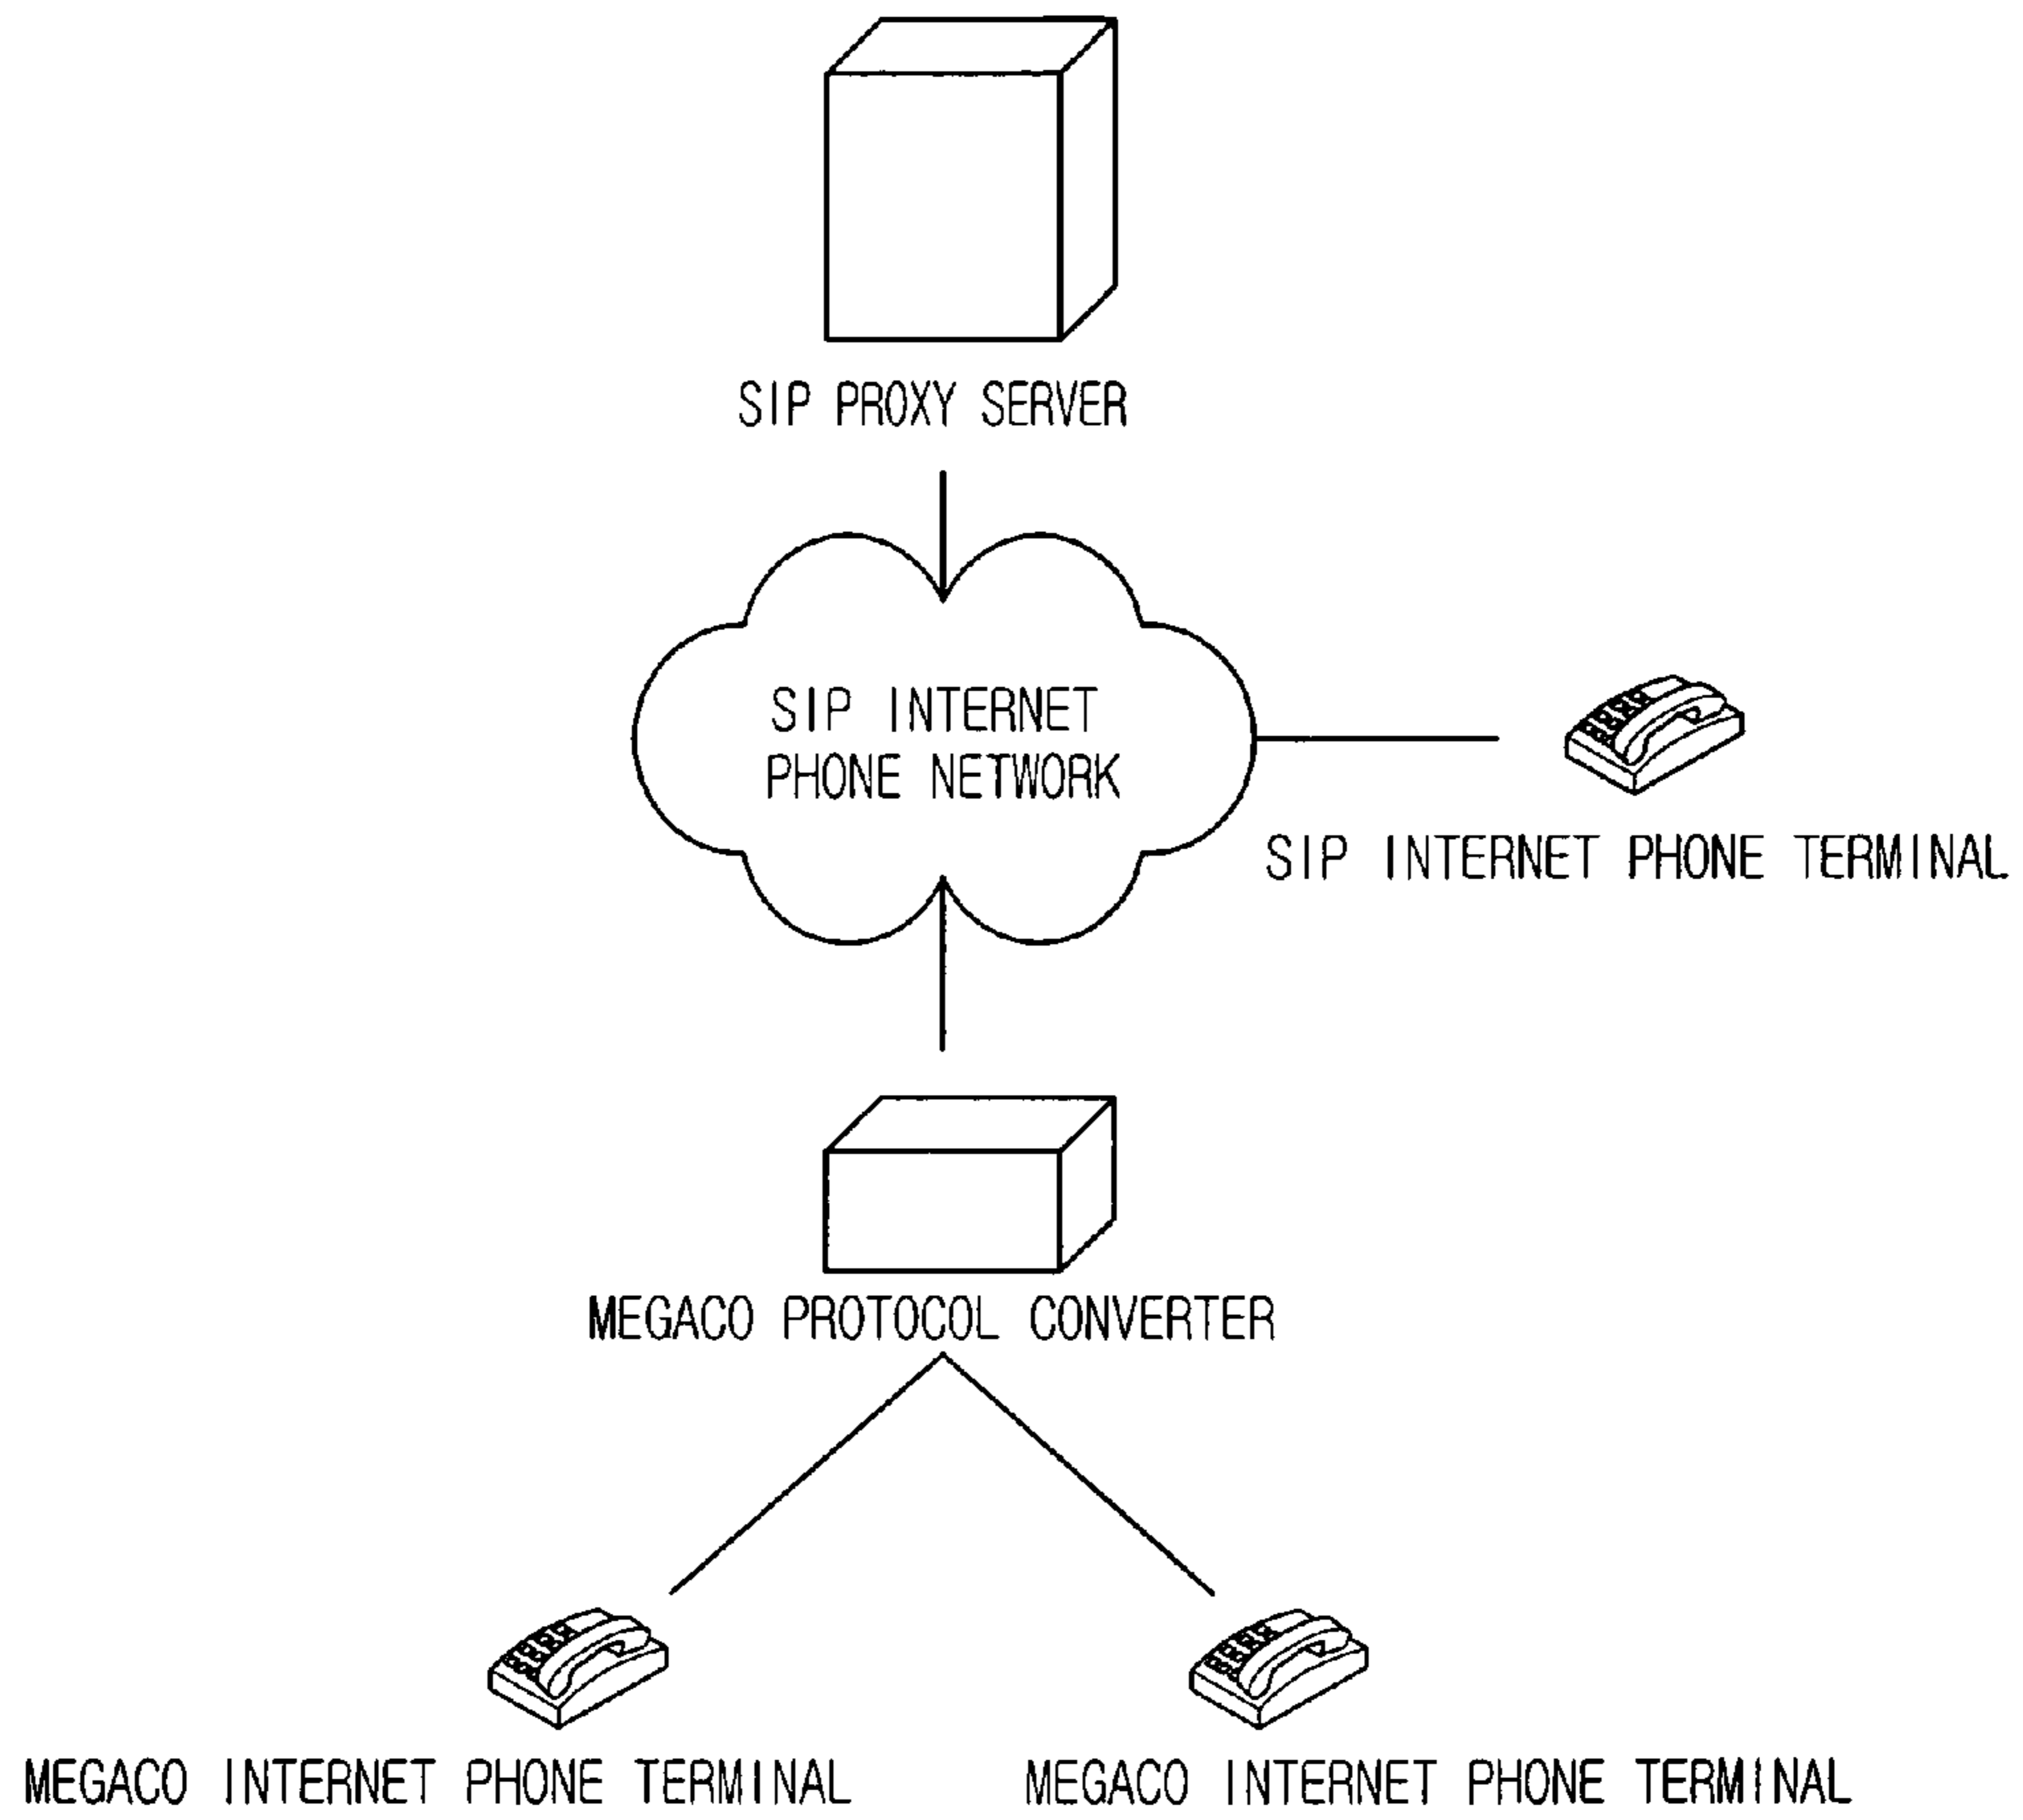 SIP PROXY SERVER
SIP INTERNET
PHONE NETWORK
SIP INTERNET PHONE TERMINAL
MEGACO PROTOCOL CONVERTER
MEGACO INTERNET PHONE TERMINAL
MEGACO INTERNET PHONE TERMINAL